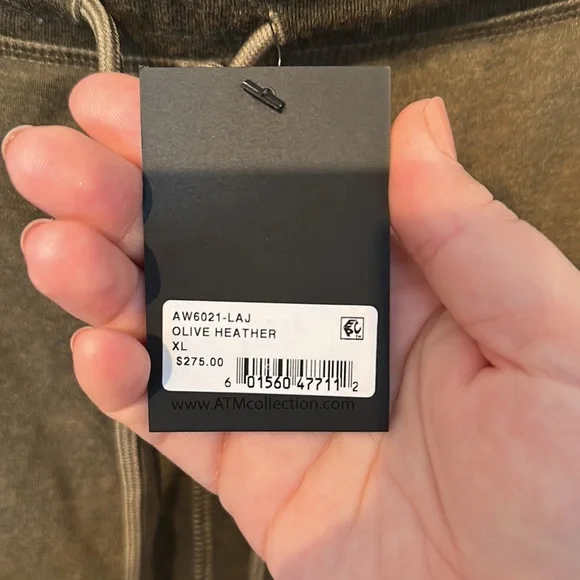 AW6021-LAJ
OLIVE HEATHER
XL
$275.00
6 01560 47711 2
www.ATMcollection.com